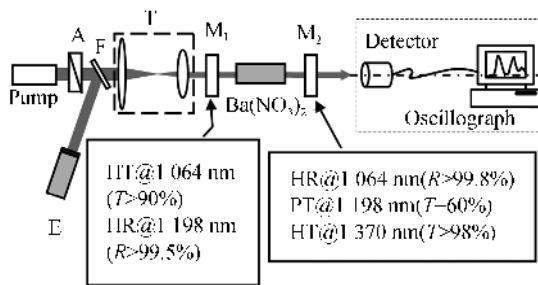 A
F
T
M1
M2
Detector
Pump
Ba(NO3)2
Oscillograph
E
HT@1 064 nm
(T>90%)
HR@1 198 nm
(R>99.5%)
HR@1 064 nm(R>99.8%)
PT@1 198 nm(T=60%)
HT@1 370 nm(T>98%)